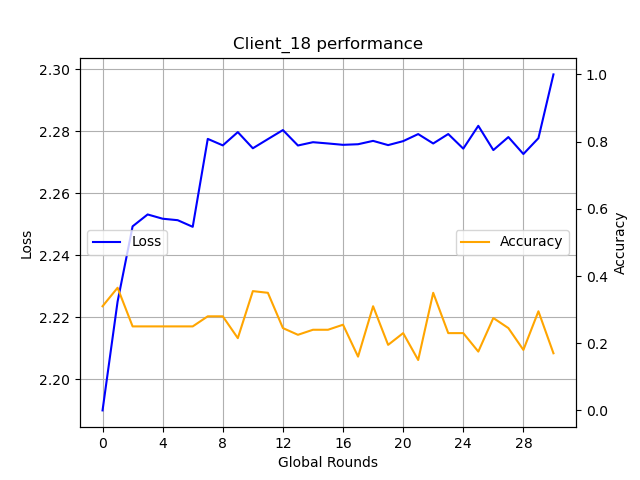 Client_18 performance
2.30
2.28
2.26
2.24
2.22
2.20
Loss
Loss
Accuracy
1.0
0.8
0.6
0.4
0.2
0.0
Accuracy
0 4 8 12 16 20 24 28
Global Rounds